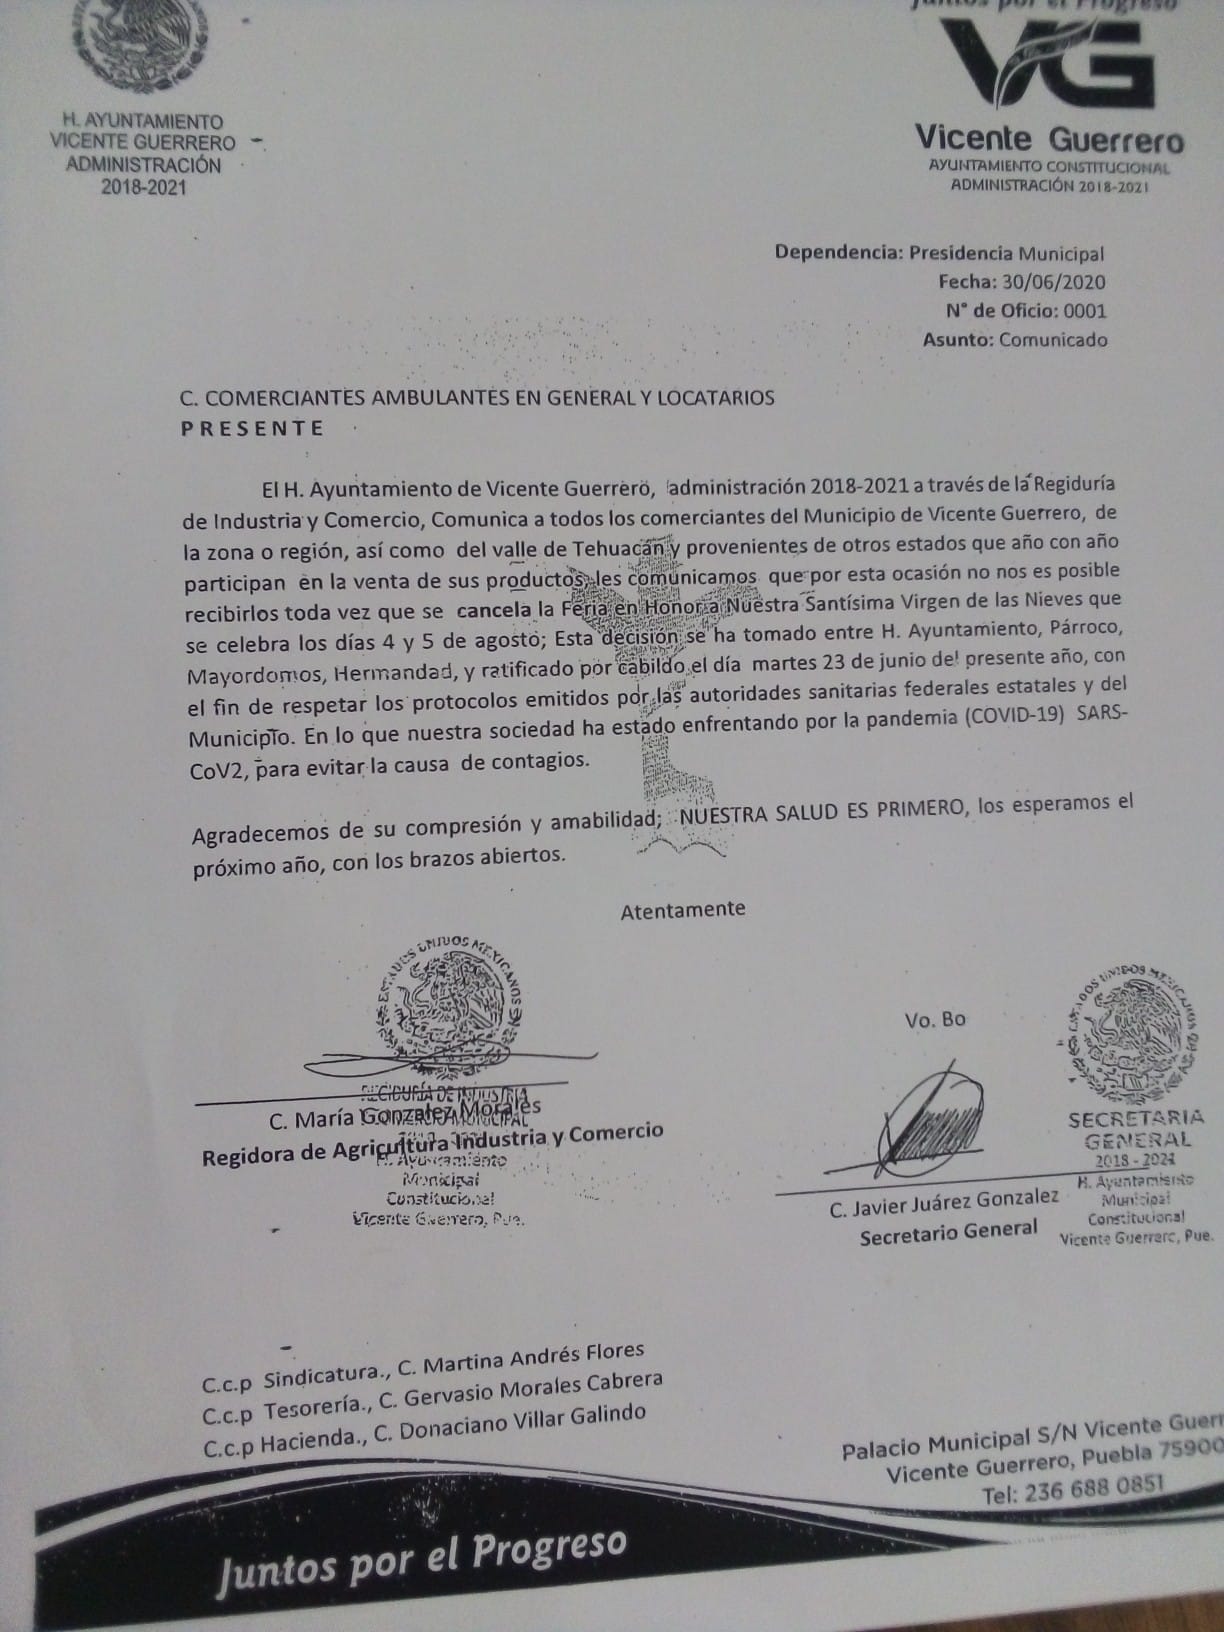 Juntos por el Progreso
VG
H. AYUNTAMIENTO
VICENTE GUERRERO
ADMINISTRACIÓN
2018-2021
Vicente Guerrero
AYUNTAMIENTO CONSTITUCIONAL
ADMINISTRACIÓN 2018-2021
Dependencia: Presidencia Municipal
Fecha: 30/06/2020
N° de Oficio: 0001
Asunto: Comunicado
C. COMERCIANTES AMBULANTES EN GENERAL Y LOCATARIOS
P R E S E N T E
El H. Ayuntamiento de Vicente Guerrero, administración 2018-2021 a través de la Regiduría
de Industria y Comercio, Comunica a todos los comerciantes del Municipio de Vicente Guerrero, de
la zona o región, así como del valle de Tehuacán y provenientes de otros estados que año con año
participan en la venta de sus productos, les comunicamos que por esta ocasión no nos es posible
recibirlos toda vez que se cancela la Feria en Honor a Nuestra Santísima Virgen de las Nieves que
se celebra los días 4 y 5 de agosto; Esta decisión se ha tomado entre H. Ayuntamiento, Párroco,
Mayordomos, Hermandad, y ratificado por cabildo el día martes 23 de junio del presente año, con
el fin de respetar los protocolos emitidos por las autoridades sanitarias federales estatales y del
Municipio. En lo que nuestra sociedad ha estado enfrentando por la pandemia (COVID-19) SARS-
CoV2, para evitar la causa de contagios.
Agradecemos de su compresión y amabilidad; NUESTRA SALUD ES PRIMERO, los esperamos el
próximo año, con los brazos abiertos.
Atentamente
ESTADOS UNIDOS MEXICANOS
REGIDURÍA DE INDUSTRIA
Y COMERCIO MUNICIPAL
C. María Gonzalez Morales
Regidora de Agricultura Industria y Comercio
H. Ayuntamiento
Municipal
Constitucional
Vicente Guerrero, Pue.
Vo. Bo
ESTADOS UNIDOS MEXICANOS
SECRETARIA
GENERAL
2018 - 2021
H. Ayuntamiento
Municipal
Constitucional
Vicente Guerrero, Pue.
C. Javier Juárez Gonzalez
Secretario General
C.c.p Sindicatura., C. Martina Andrés Flores
C.c.p Tesorería., C. Gervasio Morales Cabrera
C.c.p Hacienda., C. Donaciano Villar Galindo
Palacio Municipal S/N Vicente Guerr
Vicente Guerrero, Puebla 75900
Tel: 236 688 0851
Juntos por el Progreso